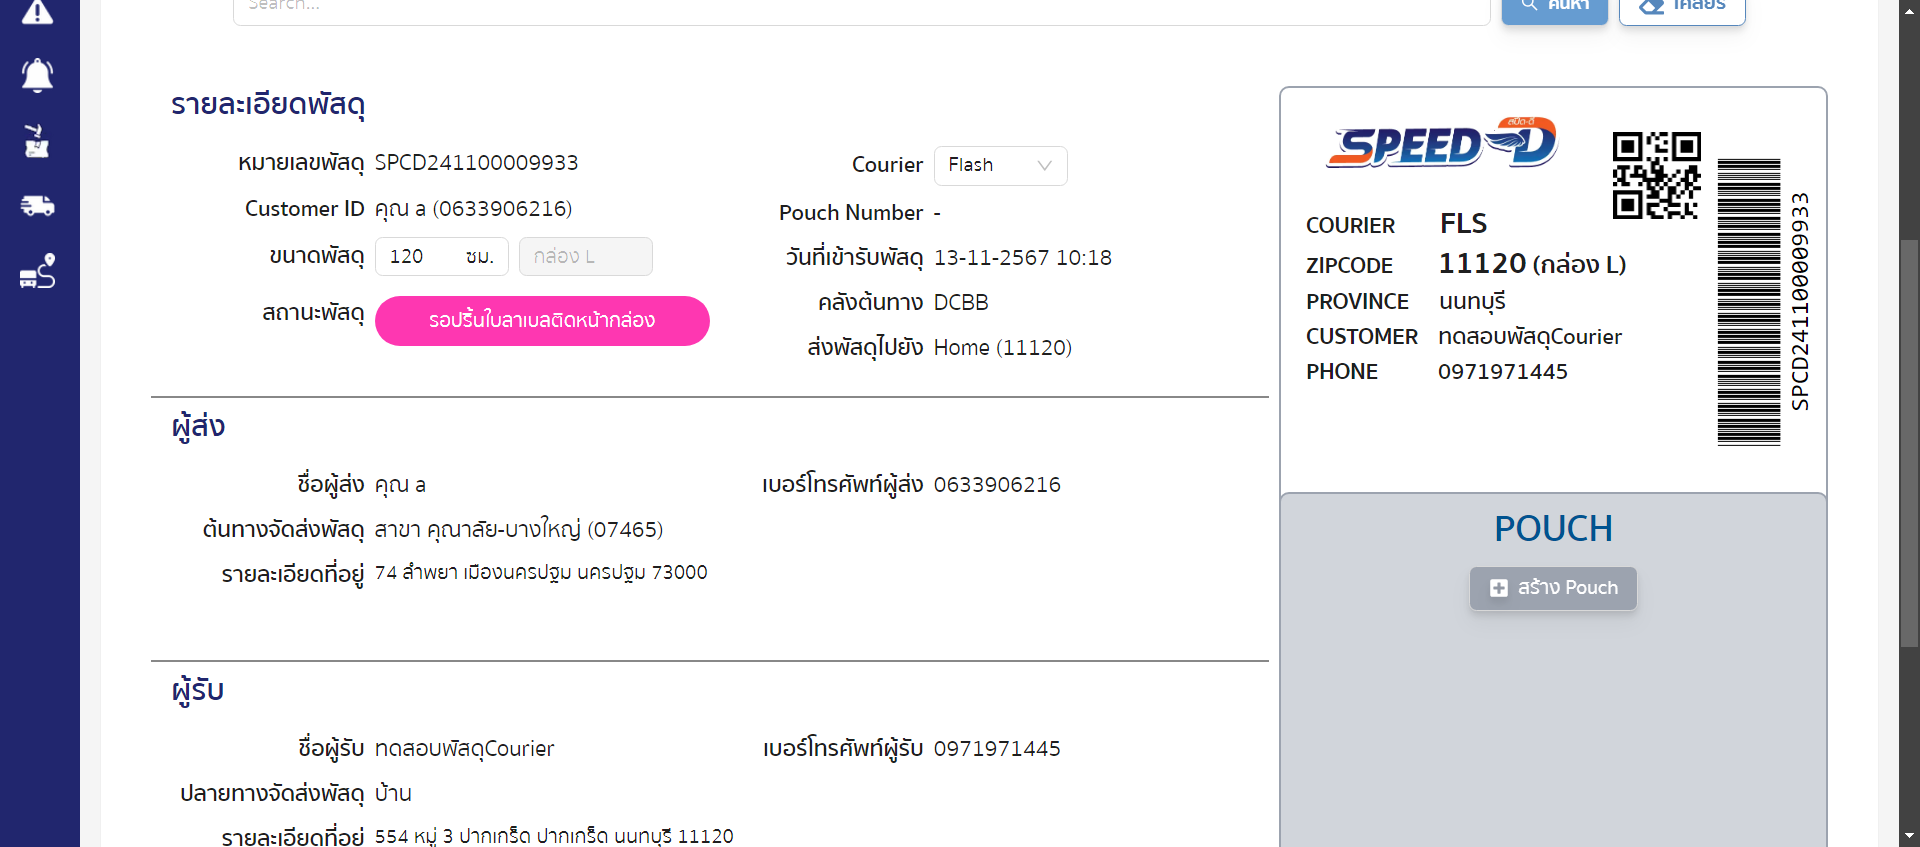 Search...
ค้นหา
เคลียร์
รายละเอียดพัสดุ
หมายเลขพัสดุ SPCD241100009933
Customer ID คุณ a (0633906216)
ขนาดพัสดุ 120 ซม. กล่อง L
สถานะพัสดุ รอปริ้นใบลาเบลติดหน้ากล่อง
Courier Flash
Pouch Number -
วันที่เข้ารับพัสดุ 13-11-2567 10:18
คลังต้นทาง DCBB
ส่งพัสดุไปยัง Home (11120)
ผู้ส่ง
ชื่อผู้ส่ง คุณ a
เบอร์โทรศัพท์ผู้ส่ง 0633906216
ต้นทางจัดส่งพัสดุ สาขา คุณาลัย-บางใหญ่ (07465)
รายละเอียดที่อยู่ 74 ลำพยา เมืองนครปฐม นครปฐม 73000
ผู้รับ
ชื่อผู้รับ ทดสอบพัสดุCourier
เบอร์โทรศัพท์ผู้รับ 0971971445
ปลายทางจัดส่งพัสดุ บ้าน
รายละเอียดที่อยู่ 554 หมู่ 3 ปากเกร็ด ปากเกร็ด นนทบุรี 11120
SPEED-D
สปีด-ดี
COURIER FLS
ZIPCODE 11120 (กล่อง L)
PROVINCE นนทบุรี
CUSTOMER ทดสอบพัสดุCourier
PHONE 0971971445
SPCD241100009933
POUCH
สร้าง Pouch